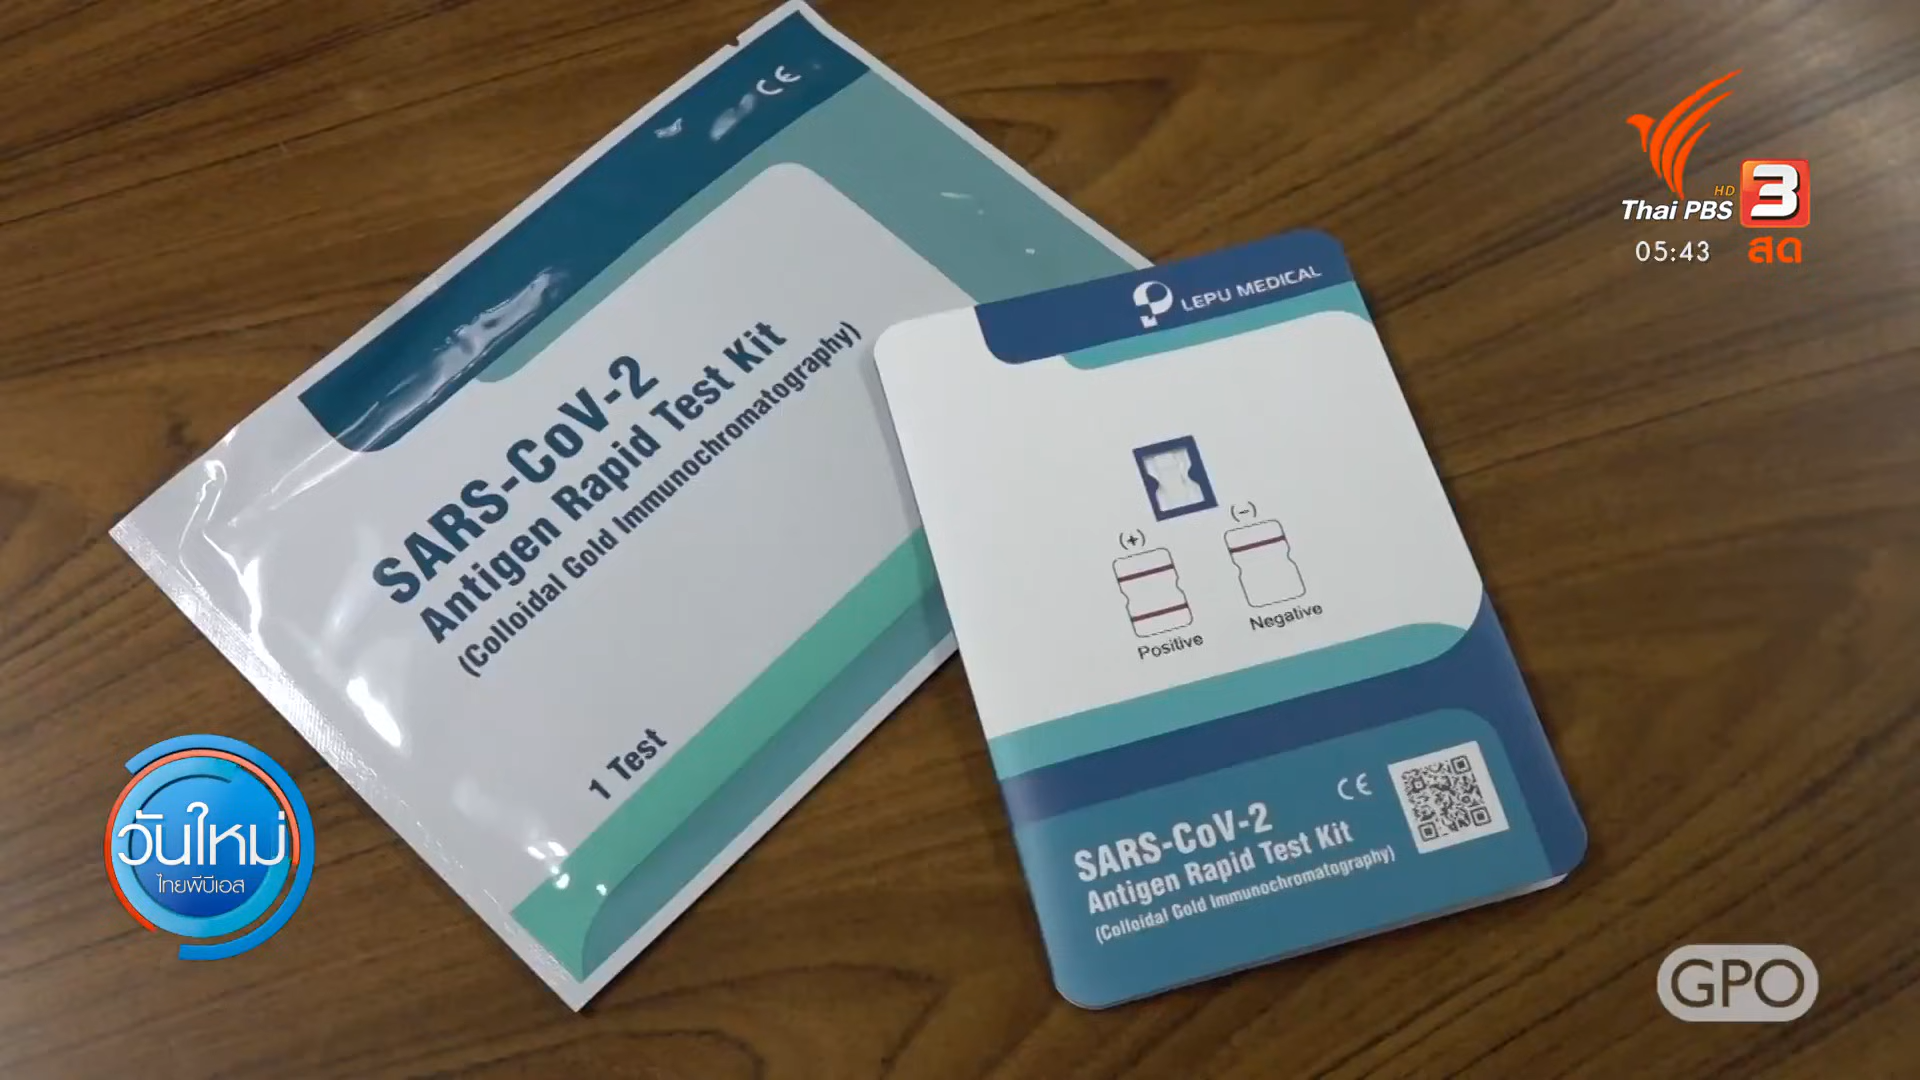 CE
SARS-CoV-2
Antigen Rapid Test Kit
(Colloidal Gold Immunochromatography)
1 Test
LEPU MEDICAL
(+)
(-)
Positive
Negative
CE
SARS-CoV-2
Antigen Rapid Test Kit
(Colloidal Gold Immunochromatography)
HD
Thai PBS 3
05:43 สด
วันใหม่
ไทยพีบีเอส
GPO